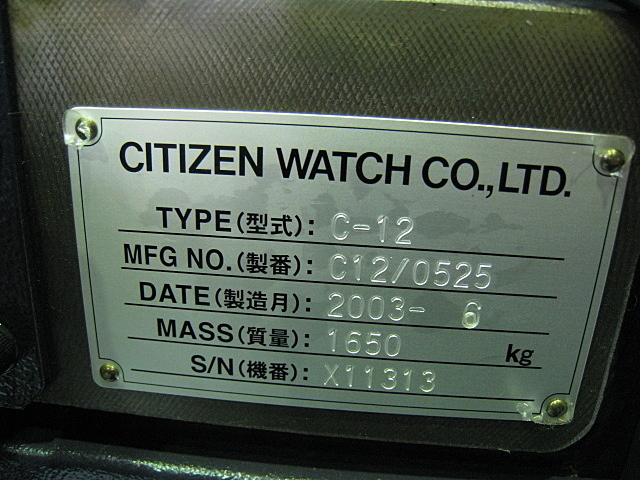 CITIZEN WATCH CO.,LTD.
TYPE(型式): C-12
MFG NO.(製番): C12/0525
DATE(製造月): 2003- 6
MASS(質量): 1650 kg
S/N(機番): X11313